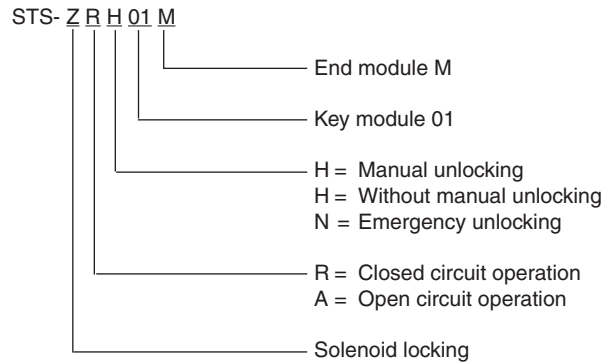 STS- Z R H 01 M
End module M
Key module 01
H = Manual unlocking
H = Without manual unlocking
N = Emergency unlocking
R = Closed circuit operation
A = Open circuit operation
Solenoid locking